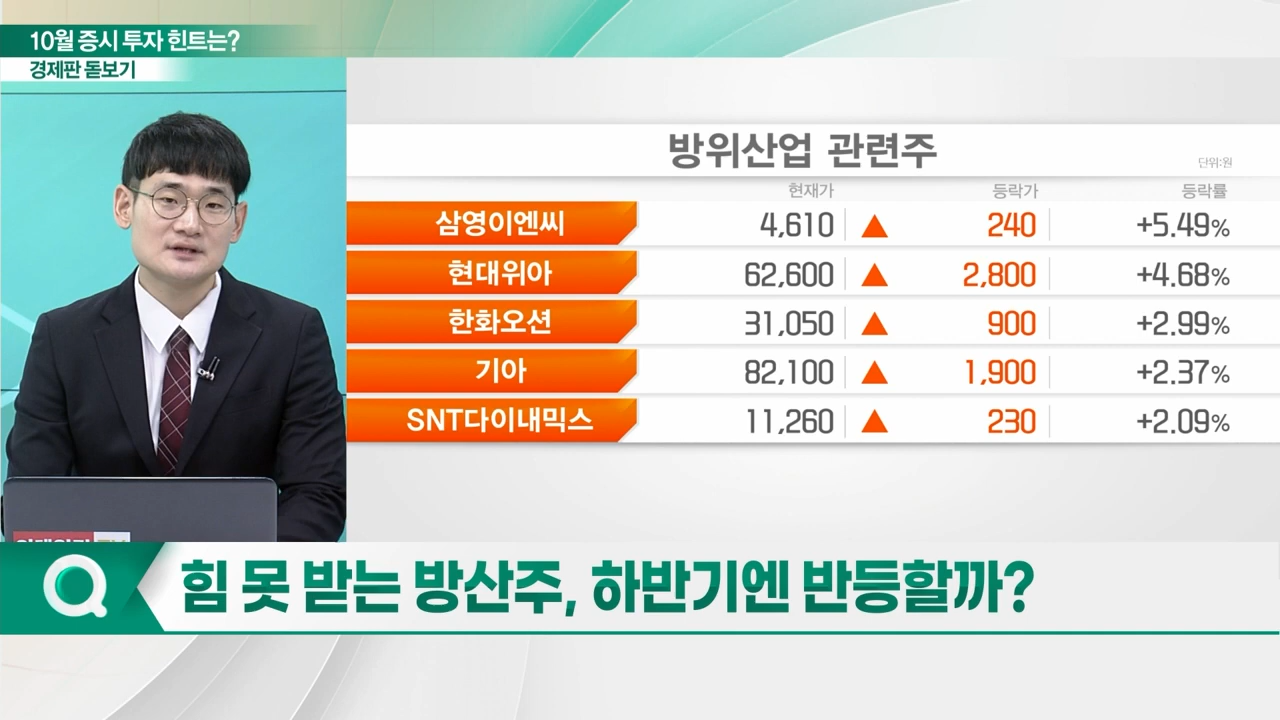 10월 증시 투자 힌트는?
경제판 돋보기
방위산업 관련주
단위:원
현재가 등락가 등락률
삼영이엔씨 4,610 ▲ 240 +5.49%
현대위아 62,600 ▲ 2,800 +4.68%
한화오션 31,050 ▲ 900 +2.99%
기아 82,100 ▲ 1,900 +2.37%
SNT다이내믹스 11,260 ▲ 230 +2.09%
Q 힘 못 받는 방산주, 하반기엔 반등할까?